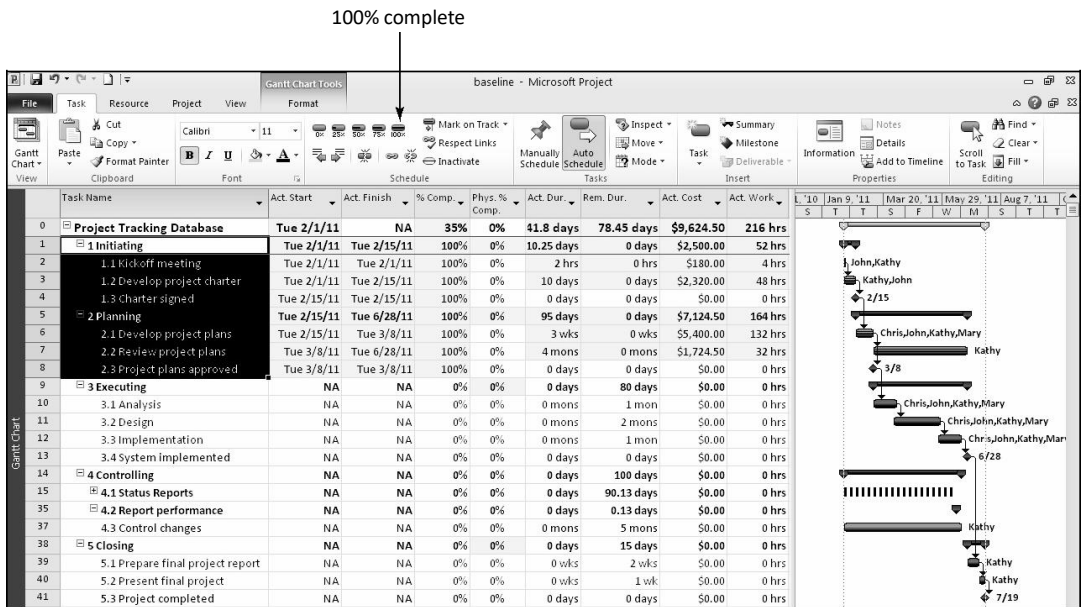 100% complete
Gantt Chart Tools
baseline - Microsoft Project
File Task Resource Project View Format
Cut
Copy
Format Painter
Paste
Calibri 11
B I U A
0% 25% 50% 75% 100%
Mark on Track
Respect Links
Inactivate
Manually Schedule
Auto Schedule
Inspect
Move
Mode
Task
Summary
Milestone
Deliverable
Information
Notes
Details
Add to Timeline
Scroll to Task
Find
Clear
Fill
Gantt Chart
View Clipboard Font Schedule Tasks Insert Properties Editing
Task Name Act. Start Act. Finish % Comp. Phys. % Comp. Act. Dur. Rem. Dur. Act. Cost Act. Work
, '10 Jan 9, '11 Mar 20, '11 May 29, '11 Aug 7, '11
S T T S F W M S T T
0 Project Tracking Database Tue 2/1/11 NA 35% 0% 41.8 days 78.45 days $9,624.50 216 hrs
1 1 Initiating Tue 2/1/11 Tue 2/15/11 100% 0% 10.25 days 0 days $2,500.00 52 hrs
2 1.1 Kickoff meeting Tue 2/1/11 Tue 2/1/11 100% 0% 2 hrs 0 hrs $180.00 4 hrs John,Kathy
3 1.2 Develop project charter Tue 2/1/11 Tue 2/15/11 100% 0% 10 days 0 days $2,320.00 48 hrs Kathy,John
4 1.3 Charter signed Tue 2/15/11 Tue 2/15/11 100% 0% 0 days 0 days $0.00 0 hrs 2/15
5 2 Planning Tue 2/15/11 Tue 6/28/11 100% 0% 95 days 0 days $7,124.50 164 hrs
6 2.1 Develop project plans Tue 2/15/11 Tue 3/8/11 100% 0% 3 wks 0 wks $5,400.00 132 hrs Chris,John,Kathy,Mary
7 2.2 Review project plans Tue 3/8/11 Tue 6/28/11 100% 0% 4 mons 0 mons $1,724.50 32 hrs Kathy
8 2.3 Project plans approved Tue 3/8/11 Tue 3/8/11 100% 0% 0 days 0 days $0.00 0 hrs 3/8
9 3 Executing NA NA 0% 0% 0 days 80 days $0.00 0 hrs
10 3.1 Analysis NA NA 0% 0% 0 mons 1 mon $0.00 0 hrs Chris,John,Kathy,Mary
11 3.2 Design NA NA 0% 0% 0 mons 2 mons $0.00 0 hrs Chris,John,Kathy,Mary
12 3.3 Implementation NA NA 0% 0% 0 mons 1 mon $0.00 0 hrs Chris,John,Kathy,Mary
13 3.4 System implemented NA NA 0% 0% 0 days 0 days $0.00 0 hrs 6/28
14 4 Controlling NA NA 0% 0% 0 days 100 days $0.00 0 hrs
15 4.1 Status Reports NA NA 0% 0% 0 days 90.13 days $0.00 0 hrs
35 4.2 Report performance NA NA 0% 0% 0 days 0.13 days $0.00 0 hrs
37 4.3 Control changes NA NA 0% 0% 0 mons 5 mons $0.00 0 hrs Kathy
38 5 Closing NA NA 0% 0% 0 days 15 days $0.00 0 hrs
39 5.1 Prepare final project report NA NA 0% 0% 0 wks 2 wks $0.00 0 hrs Kathy
40 5.2 Present final project NA NA 0% 0% 0 wks 1 wk $0.00 0 hrs Kathy
41 5.3 Project completed NA NA 0% 0% 0 days 0 days $0.00 0 hrs 7/19
Gantt Chart